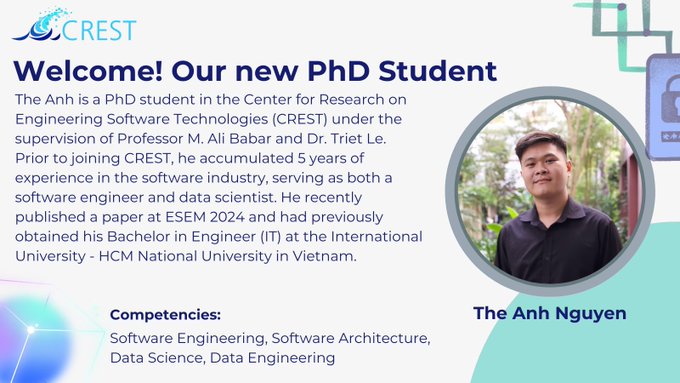 CREST
Welcome! Our new PhD Student
The Anh is a PhD student in the Center for Research on
Engineering Software Technologies (CREST) under the
supervision of Professor M. Ali Babar and Dr. Triet Le.
Prior to joining CREST, he accumulated 5 years of
experience in the software industry, serving as both a
software engineer and data scientist. He recently
published a paper at ESEM 2024 and had previously
obtained his Bachelor in Engineer (IT) at the International
University - HCM National University in Vietnam.
The Anh Nguyen
Competencies:
Software Engineering, Software Architecture,
Data Science, Data Engineering